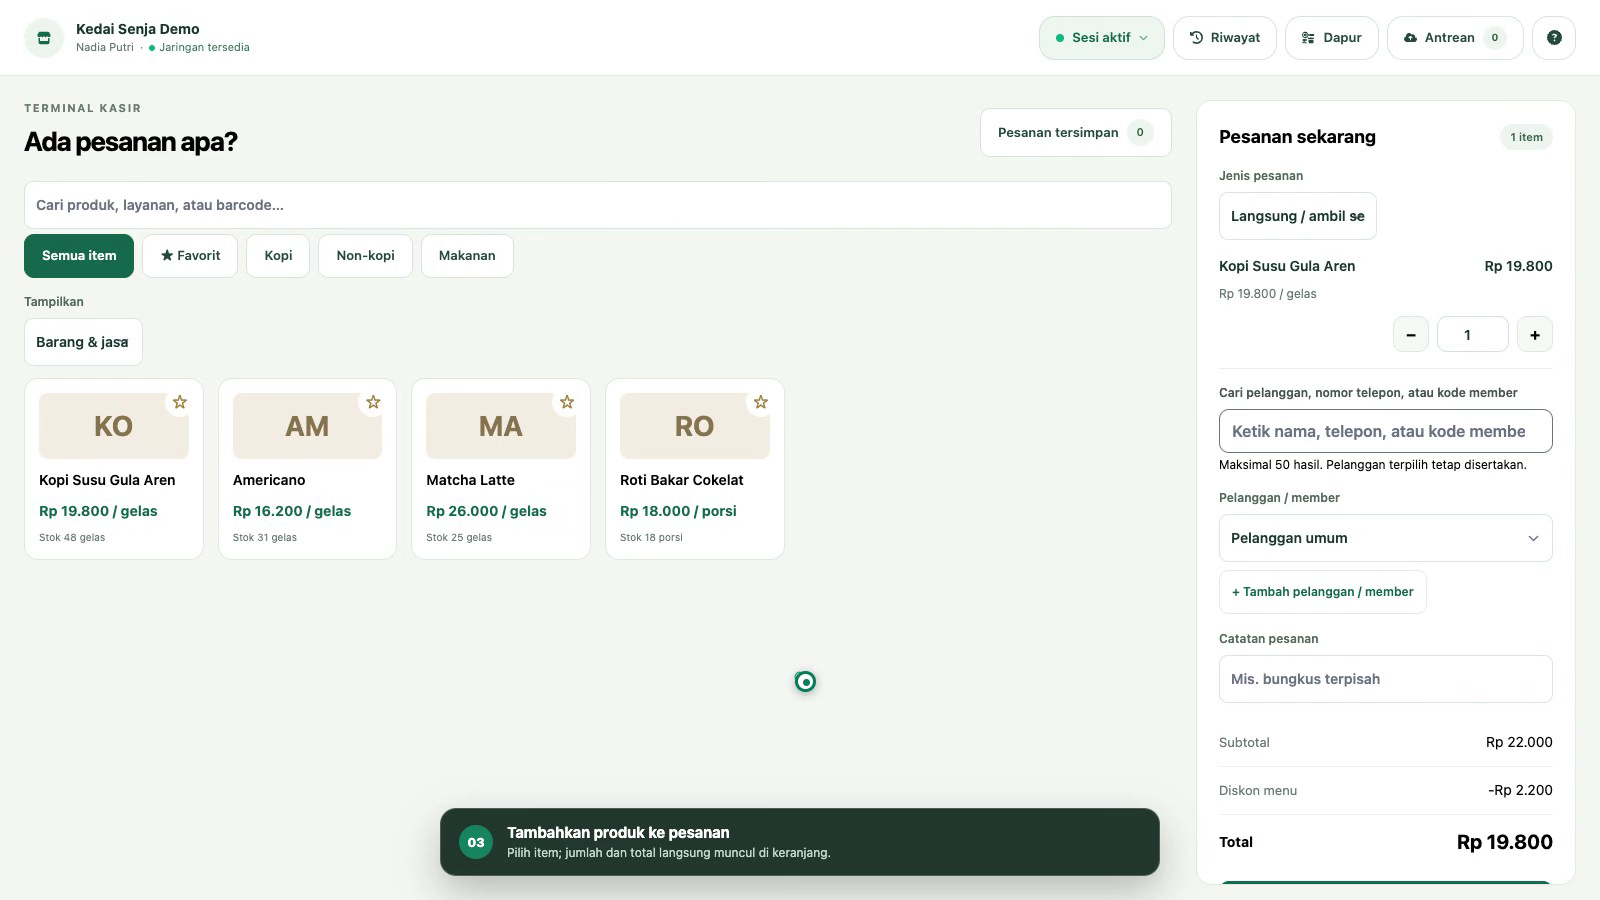 Kedai Senja Demo
Nadia Putri · Jaringan tersedia
Sesi aktif
Riwayat
Dapur
Antrean 0
?
TERMINAL KASIR
Ada pesanan apa?
Pesanan tersimpan 0
Cari produk, layanan, atau barcode...
Semua item
Favorit
Kopi
Non-kopi
Makanan
Tampilkan
Barang & jasa
KO
Kopi Susu Gula Aren
Rp 19.800 / gelas
Stok 48 gelas
AM
Americano
Rp 16.200 / gelas
Stok 31 gelas
MA
Matcha Latte
Rp 26.000 / gelas
Stok 25 gelas
RO
Roti Bakar Cokelat
Rp 18.000 / porsi
Stok 18 porsi
Pesanan sekarang
1 item
Jenis pesanan
Langsung / ambil se
Kopi Susu Gula Aren Rp 19.800
Rp 19.800 / gelas
− 1 +
Cari pelanggan, nomor telepon, atau kode member
Ketik nama, telepon, atau kode membe
Maksimal 50 hasil. Pelanggan terpilih tetap disertakan.
Pelanggan / member
Pelanggan umum
+ Tambah pelanggan / member
Catatan pesanan
Mis. bungkus terpisah
Subtotal Rp 22.000
Diskon menu -Rp 2.200
Total Rp 19.800
03
Tambahkan produk ke pesanan
Pilih item; jumlah dan total langsung muncul di keranjang.